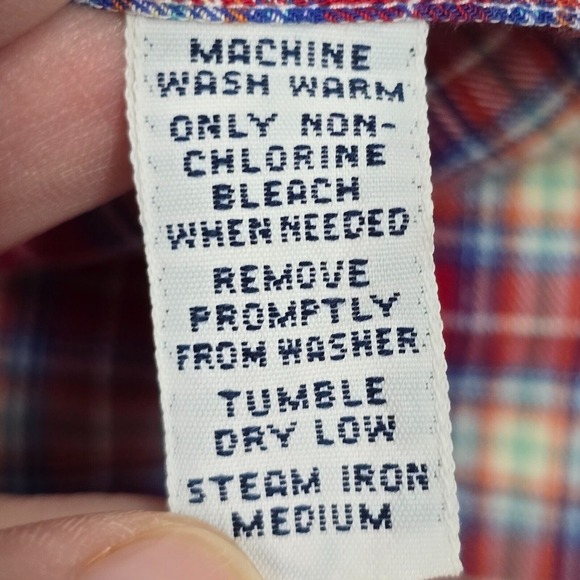 MACHINE
WASH WARM
ONLY NON-
CHLORINE
BLEACH
WHEN NEEDED
REMOVE
PROMPTLY
FROM WASHER
TUMBLE
DRY LOW
STEAM IRON
MEDIUM